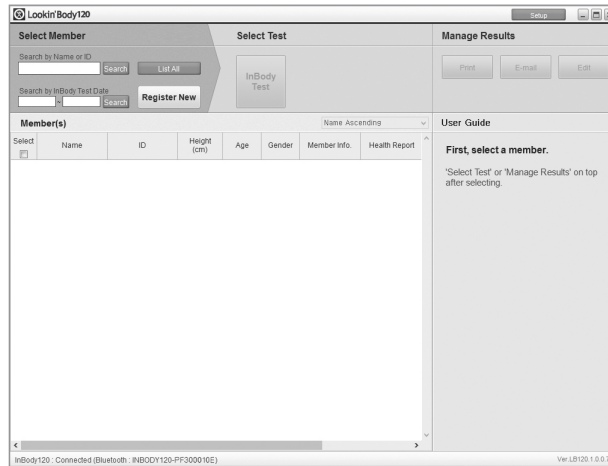 Lookin'Body120
Setup
Select Member
Select Test
Manage Results
Search by Name or ID
Search
List All
Search by InBody Test Date
~
Search
Register New
InBody
Test
Print
E-mail
Edit
Member(s)
Name Ascending
User Guide
Select
Name
ID
Height
(cm)
Age
Gender
Member Info.
Health Report
First, select a member.
'Select Test' or 'Manage Results' on top
after selecting.
InBody120 : Connected (Bluetooth : INBODY120-PF300010E)